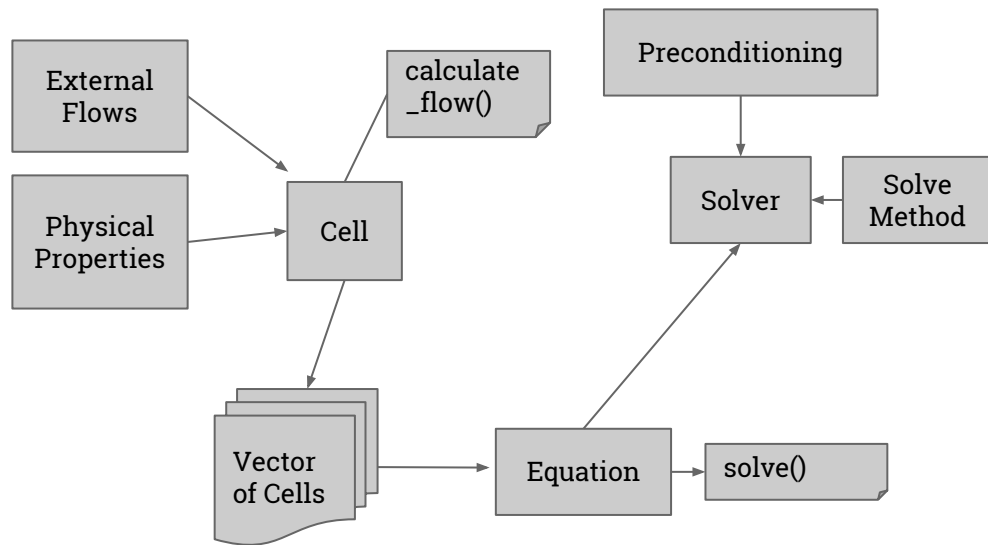 External
Flows
calculate
_flow()
Preconditioning
Physical
Properties
Cell
Solver
Solve
Method
Vector
of Cells
Equation
solve()